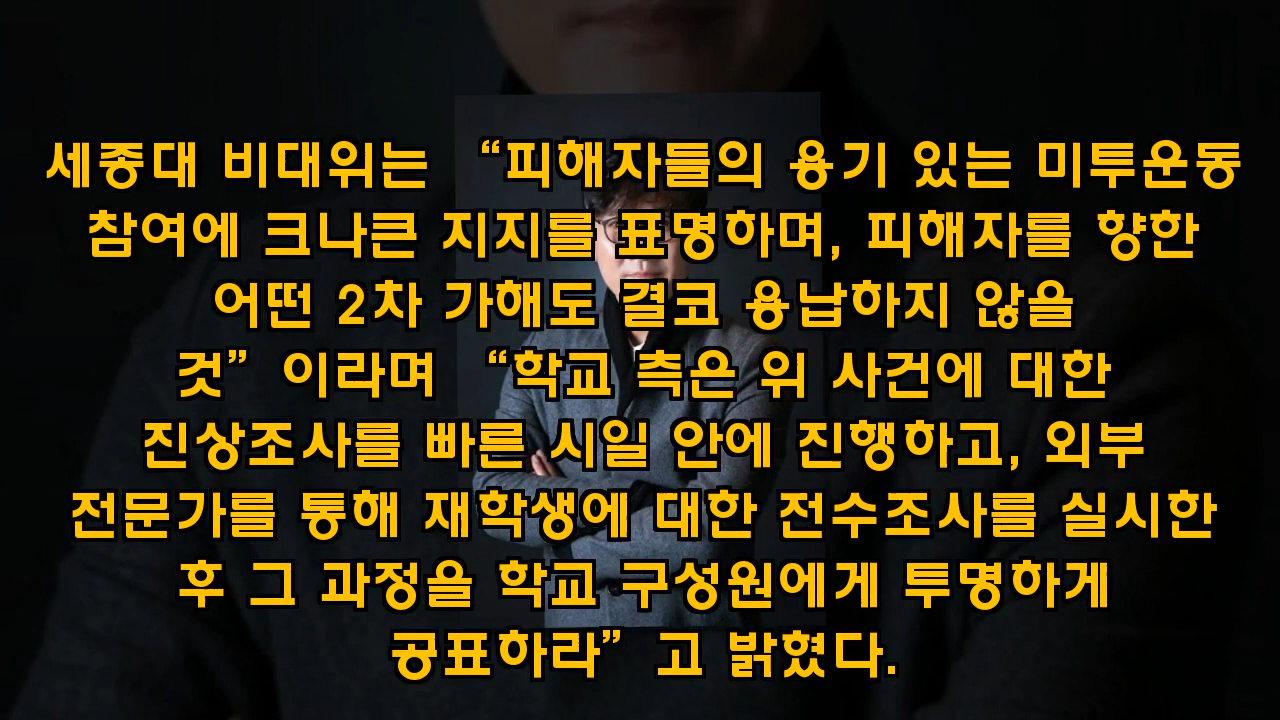 세종대 비대위는 “피해자들의 용기 있는 미투운동
참여에 크나큰 지지를 표명하며, 피해자를 향한
어떤 2차 가해도 결코 용납하지 않을
것” 이라며 “학교 측은 위 사건에 대한
진상조사를 빠른 시일 안에 진행하고, 외부
전문가를 통해 재학생에 대한 전수조사를 실시한
후 그 과정을 학교 구성원에게 투명하게
공표하라” 고 밝혔다.